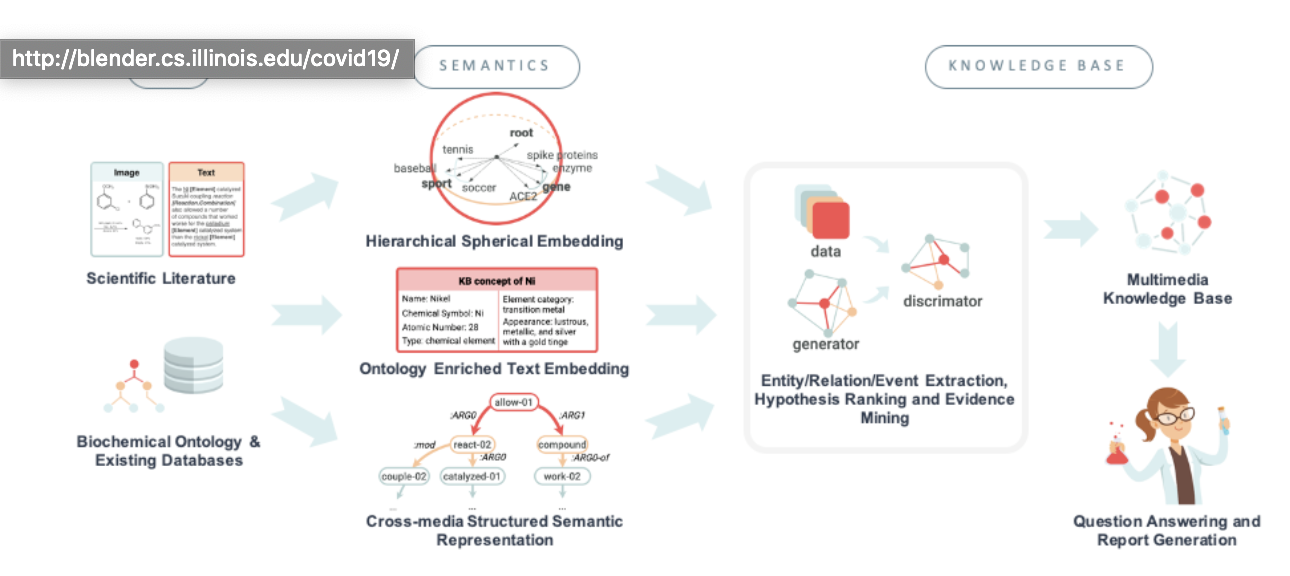 http://blender.cs.illinois.edu/covid19/
SEMANTICS
KNOWLEDGE BASE
Image
Text
Scientific Literature
Biochemical Ontology &
Existing Databases
root
tennis
spike proteins
baseball
enzyme
sport
soccer
gene
ACE2
Hierarchical Spherical Embedding
KB concept of Ni
Name: Nikel
Chemical Symbol: Ni
Atomic Number: 28
Type: chemical element
Element category:
transition metal
Appearance: lustrous,
metallic, and silver
with a gold tinge
Ontology Enriched Text Embedding
allow-01
:ARG0
:ARG1
:mod
react-02
compound
:ARG0
:ARG0-of
couple-02
catalyzed-01
work-02
...
...
...
Cross-media Structured Semantic
Representation
data
discrimator
generator
Entity/Relation/Event Extraction,
Hypothesis Ranking and Evidence
Mining
Multimedia
Knowledge Base
Question Answering and
Report Generation